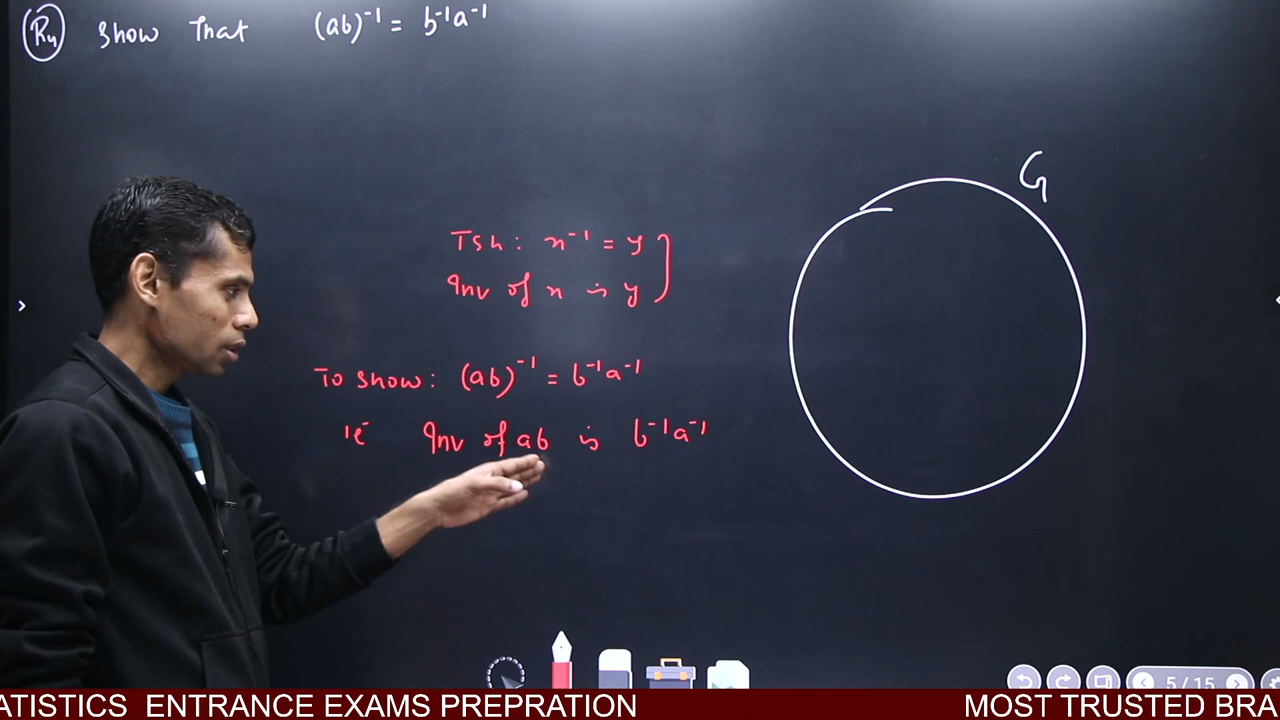 R4 Show That (ab)⁻¹ = b⁻¹a⁻¹
G
Tsh: x⁻¹ = y
Inv of x is y
To show: (ab)⁻¹ = b⁻¹a⁻¹
ie Inv of ab is b⁻¹a⁻¹
5/15
ATISTICS ENTRANCE EXAMS PREPRATION MOST TRUSTED BRA